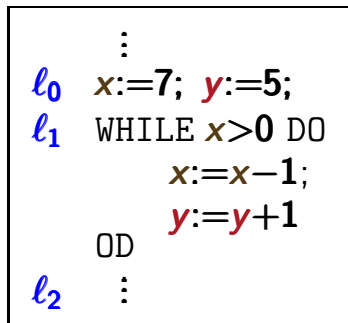 ⋮
ℓ₀ x:=7; y:=5;
ℓ₁ WHILE x>0 DO
x:=x−1;
y:=y+1
OD
ℓ₂ ⋮